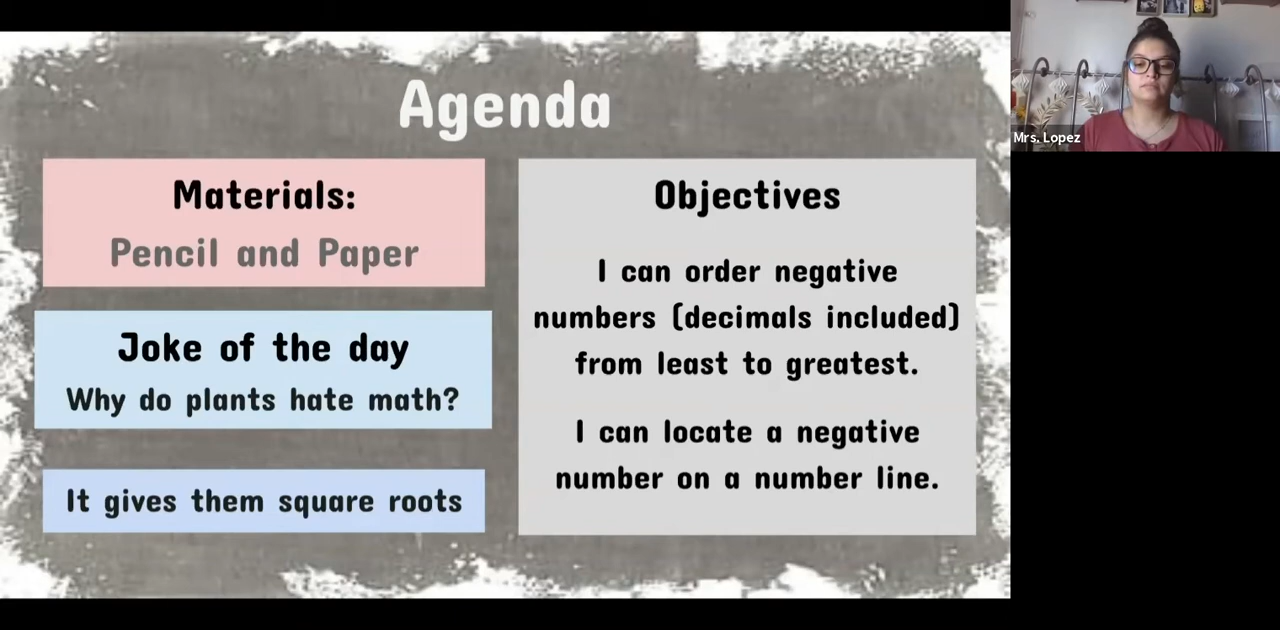 Agenda
Materials:
Pencil and Paper
Joke of the day
Why do plants hate math?
It gives them square roots
Objectives
I can order negative
numbers (decimals included)
from least to greatest.
I can locate a negative
number on a number line.
Mrs. Lopez